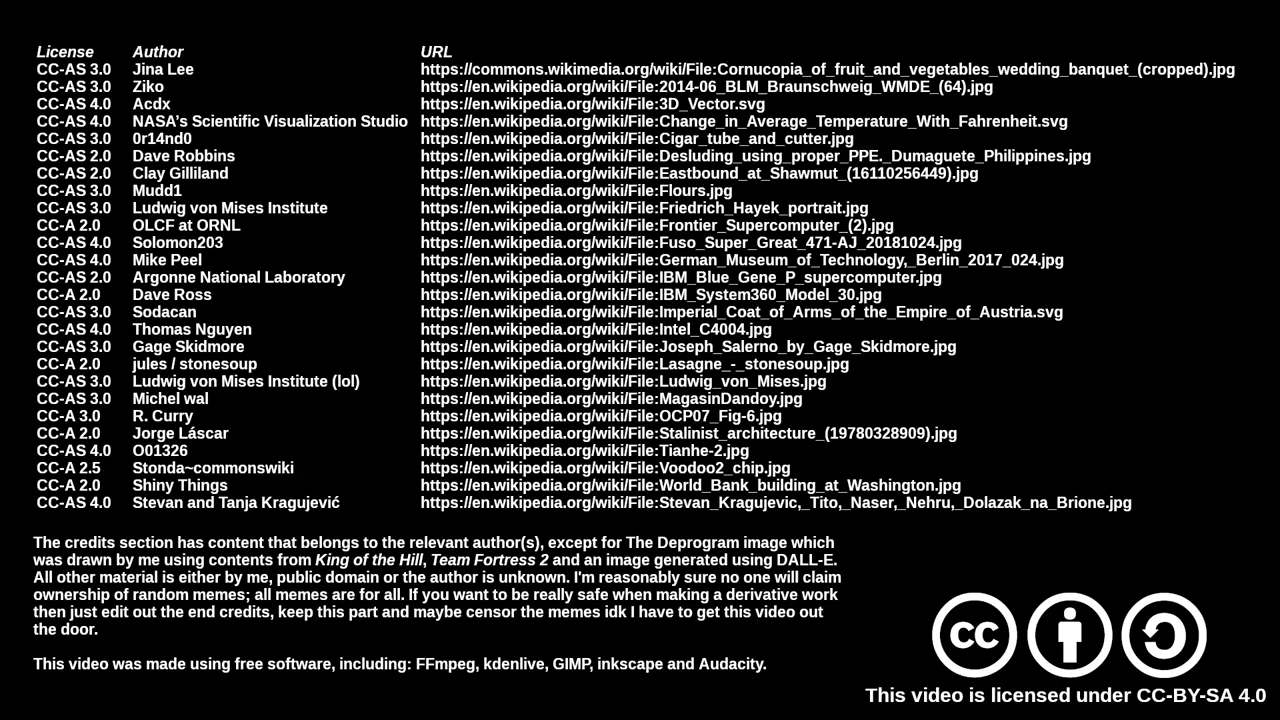 License Author URL
CC-AS 3.0 Jina Lee https://commons.wikimedia.org/wiki/File:Cornucopia_of_fruit_and_vegetables_wedding_banquet_(cropped).jpg
CC-AS 3.0 Ziko https://en.wikipedia.org/wiki/File:2014-06_BLM_Braunschweig_WMDE_(64).jpg
CC-AS 4.0 Acdx https://en.wikipedia.org/wiki/File:3D_Vector.svg
CC-AS 4.0 NASA’s Scientific Visualization Studio https://en.wikipedia.org/wiki/File:Change_in_Average_Temperature_With_Fahrenheit.svg
CC-AS 3.0 0r14nd0 https://en.wikipedia.org/wiki/File:Cigar_tube_and_cutter.jpg
CC-AS 2.0 Dave Robbins https://en.wikipedia.org/wiki/File:Desluding_using_proper_PPE._Dumaguete_Philippines.jpg
CC-AS 2.0 Clay Gilliland https://en.wikipedia.org/wiki/File:Eastbound_at_Shawmut_(16110256449).jpg
CC-AS 3.0 Mudd1 https://en.wikipedia.org/wiki/File:Flours.jpg
CC-AS 3.0 Ludwig von Mises Institute https://en.wikipedia.org/wiki/File:Friedrich_Hayek_portrait.jpg
CC-A 2.0 OLCF at ORNL https://en.wikipedia.org/wiki/File:Frontier_Supercomputer_(2).jpg
CC-AS 4.0 Solomon203 https://en.wikipedia.org/wiki/File:Fuso_Super_Great_471-AJ_20181024.jpg
CC-AS 4.0 Mike Peel https://en.wikipedia.org/wiki/File:German_Museum_of_Technology,_Berlin_2017_024.jpg
CC-AS 2.0 Argonne National Laboratory https://en.wikipedia.org/wiki/File:IBM_Blue_Gene_P_supercomputer.jpg
CC-A 2.0 Dave Ross https://en.wikipedia.org/wiki/File:IBM_System360_Model_30.jpg
CC-AS 3.0 Sodacan https://en.wikipedia.org/wiki/File:Imperial_Coat_of_Arms_of_the_Empire_of_Austria.svg
CC-AS 4.0 Thomas Nguyen https://en.wikipedia.org/wiki/File:Intel_C4004.jpg
CC-AS 3.0 Gage Skidmore https://en.wikipedia.org/wiki/File:Joseph_Salerno_by_Gage_Skidmore.jpg
CC-A 2.0 jules / stonesoup https://en.wikipedia.org/wiki/File:Lasagne_-_stonesoup.jpg
CC-AS 3.0 Ludwig von Mises Institute (lol) https://en.wikipedia.org/wiki/File:Ludwig_von_Mises.jpg
CC-AS 3.0 Michel wal https://en.wikipedia.org/wiki/File:MagasinDandoy.jpg
CC-A 3.0 R. Curry https://en.wikipedia.org/wiki/File:OCP07_Fig-6.jpg
CC-A 2.0 Jorge Láscar https://en.wikipedia.org/wiki/File:Stalinist_architecture_(19780328909).jpg
CC-AS 4.0 O01326 https://en.wikipedia.org/wiki/File:Tianhe-2.jpg
CC-A 2.5 Stonda~commonswiki https://en.wikipedia.org/wiki/File:Voodoo2_chip.jpg
CC-A 2.0 Shiny Things https://en.wikipedia.org/wiki/File:World_Bank_building_at_Washington.jpg
CC-AS 4.0 Stevan and Tanja Kragujević https://en.wikipedia.org/wiki/File:Stevan_Kragujevic,_Tito,_Naser,_Nehru,_Dolazak_na_Brione.jpg
The credits section has content that belongs to the relevant author(s), except for The Deprogram image which
was drawn by me using contents from King of the Hill, Team Fortress 2 and an image generated using DALL-E.
All other material is either by me, public domain or the author is unknown. I'm reasonably sure no one will claim
ownership of random memes; all memes are for all. If you want to be really safe when making a derivative work
then just edit out the end credits, keep this part and maybe censor the memes idk I have to get this video out
the door.
This video was made using free software, including: FFmpeg, kdenlive, GIMP, inkscape and Audacity.
cc
This video is licensed under CC-BY-SA 4.0